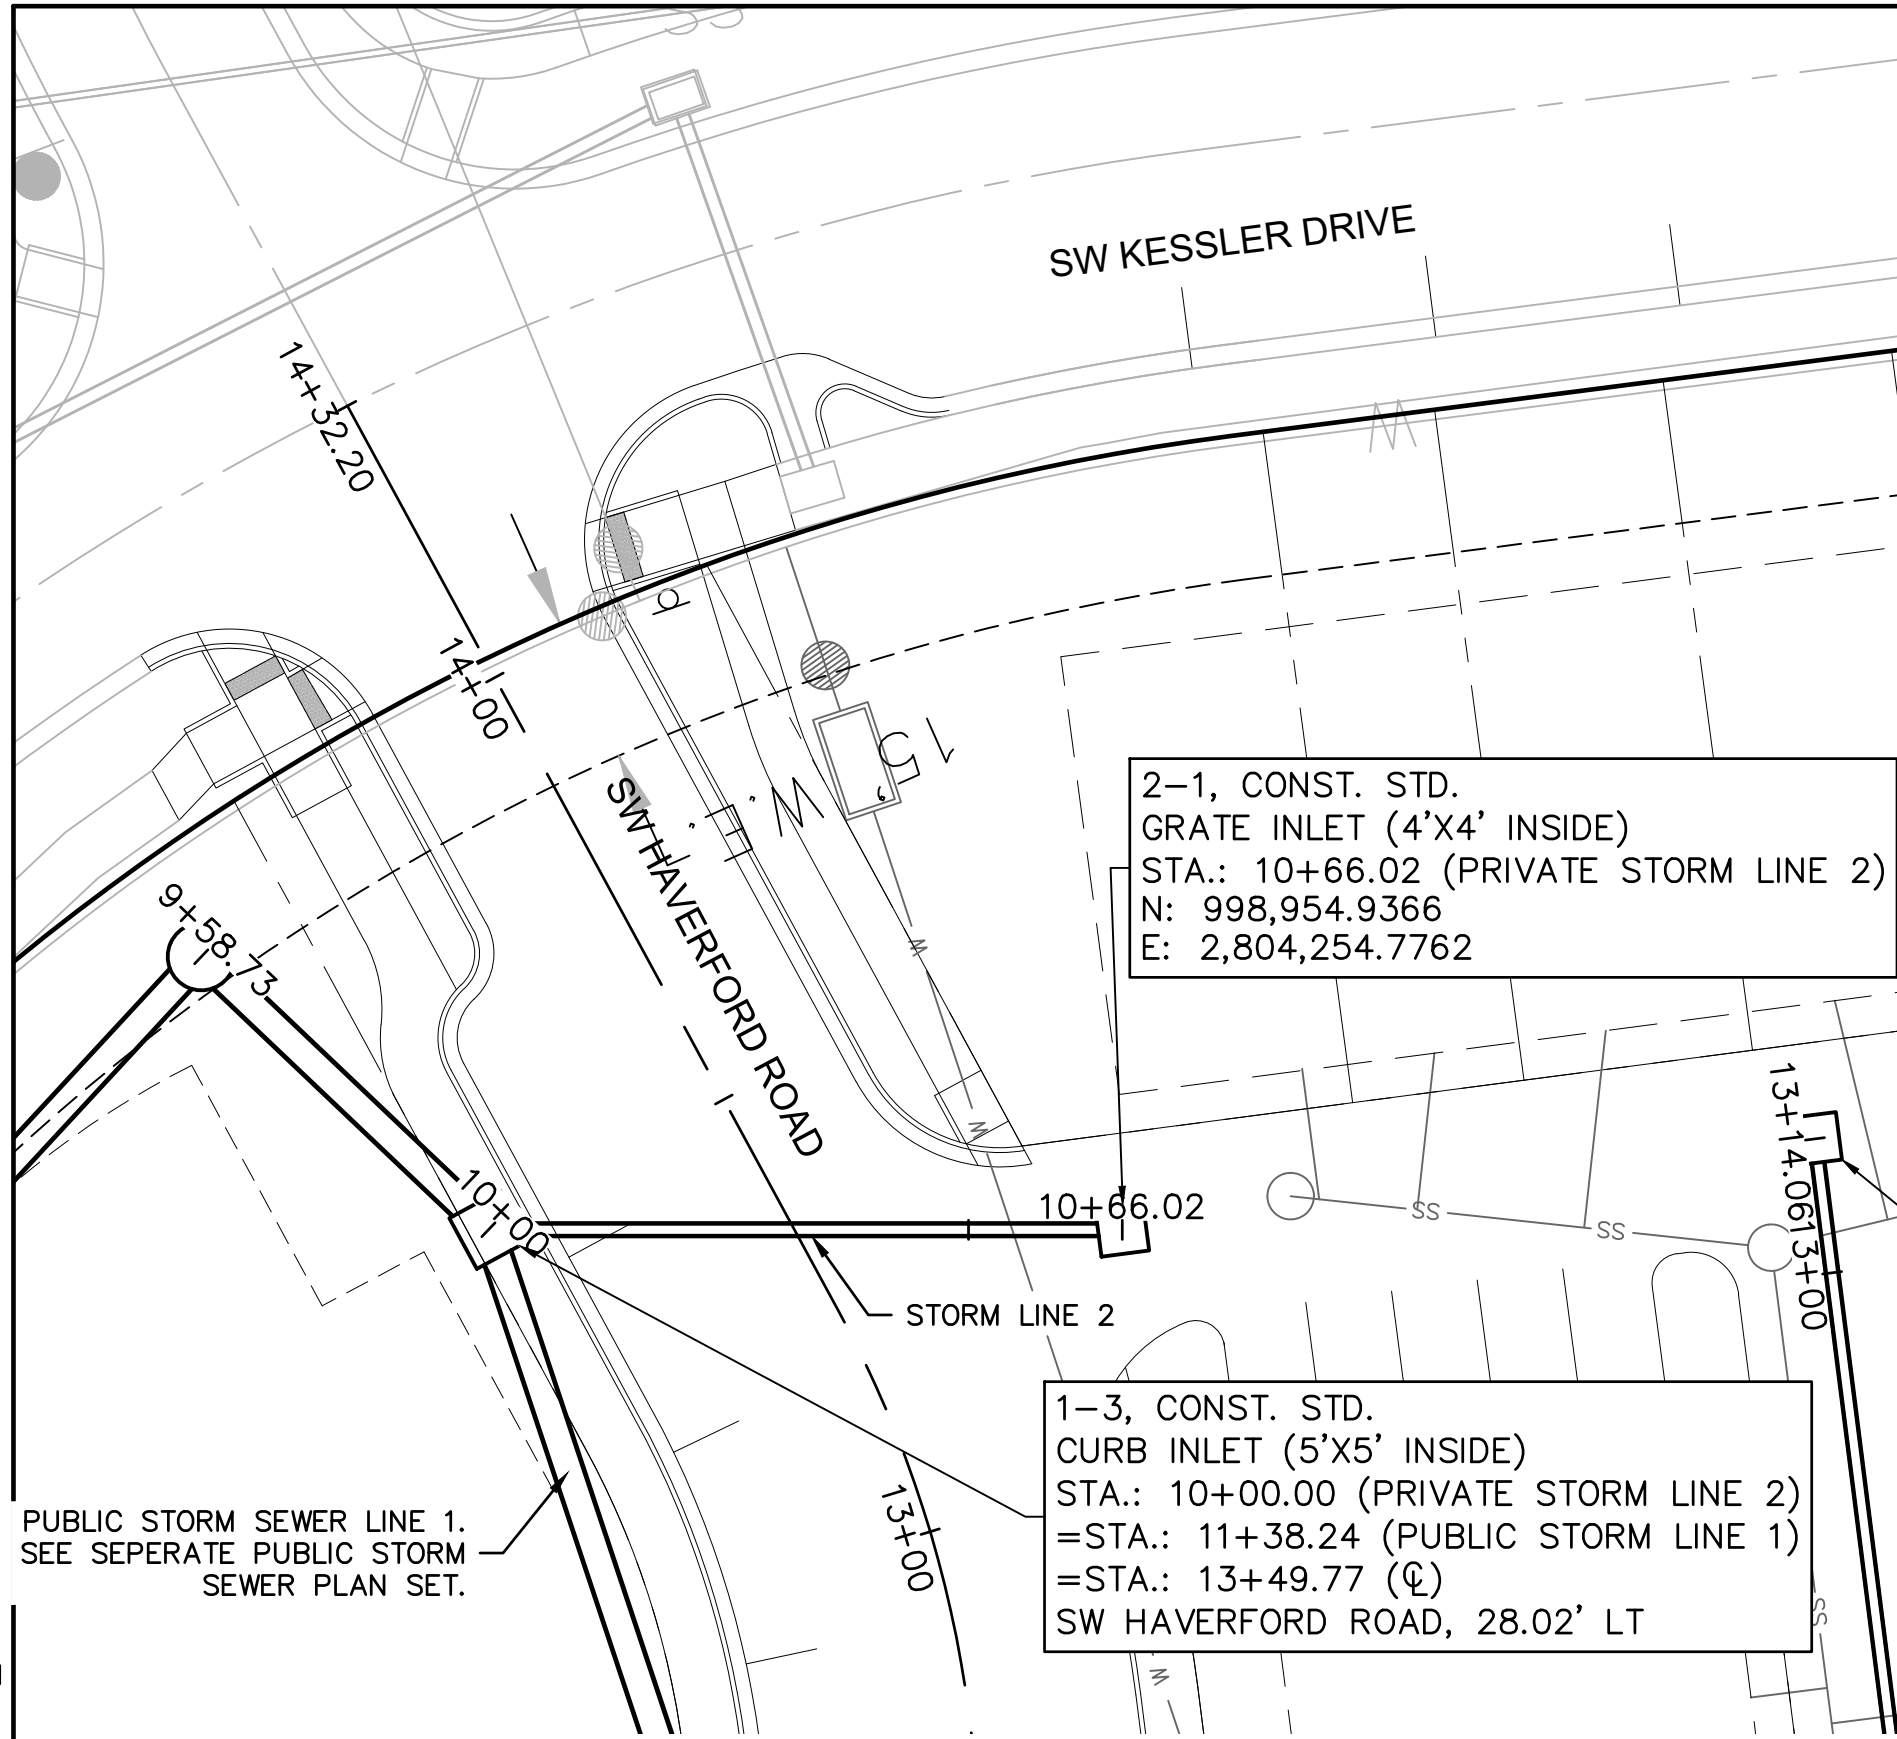 SW KESSLER DRIVE
14+32.20
14+00
SW HAVERFORD ROAD
2-1, CONST. STD.
GRATE INLET (4'X4' INSIDE)
STA.: 10+66.02 (PRIVATE STORM LINE 2)
N: 998,954.9366
E: 2,804,254.7762
9+58.73
10+00
10+66.02
13+14.06
13+00
W
W
W
SS
SS
SS
STORM LINE 2
1-3, CONST. STD.
CURB INLET (5'X5' INSIDE)
STA.: 10+00.00 (PRIVATE STORM LINE 2)
=STA.: 11+38.24 (PUBLIC STORM LINE 1)
=STA.: 13+49.77 (℄)
SW HAVERFORD ROAD, 28.02' LT
PUBLIC STORM SEWER LINE 1.
SEE SEPERATE PUBLIC STORM
SEWER PLAN SET.
13+00